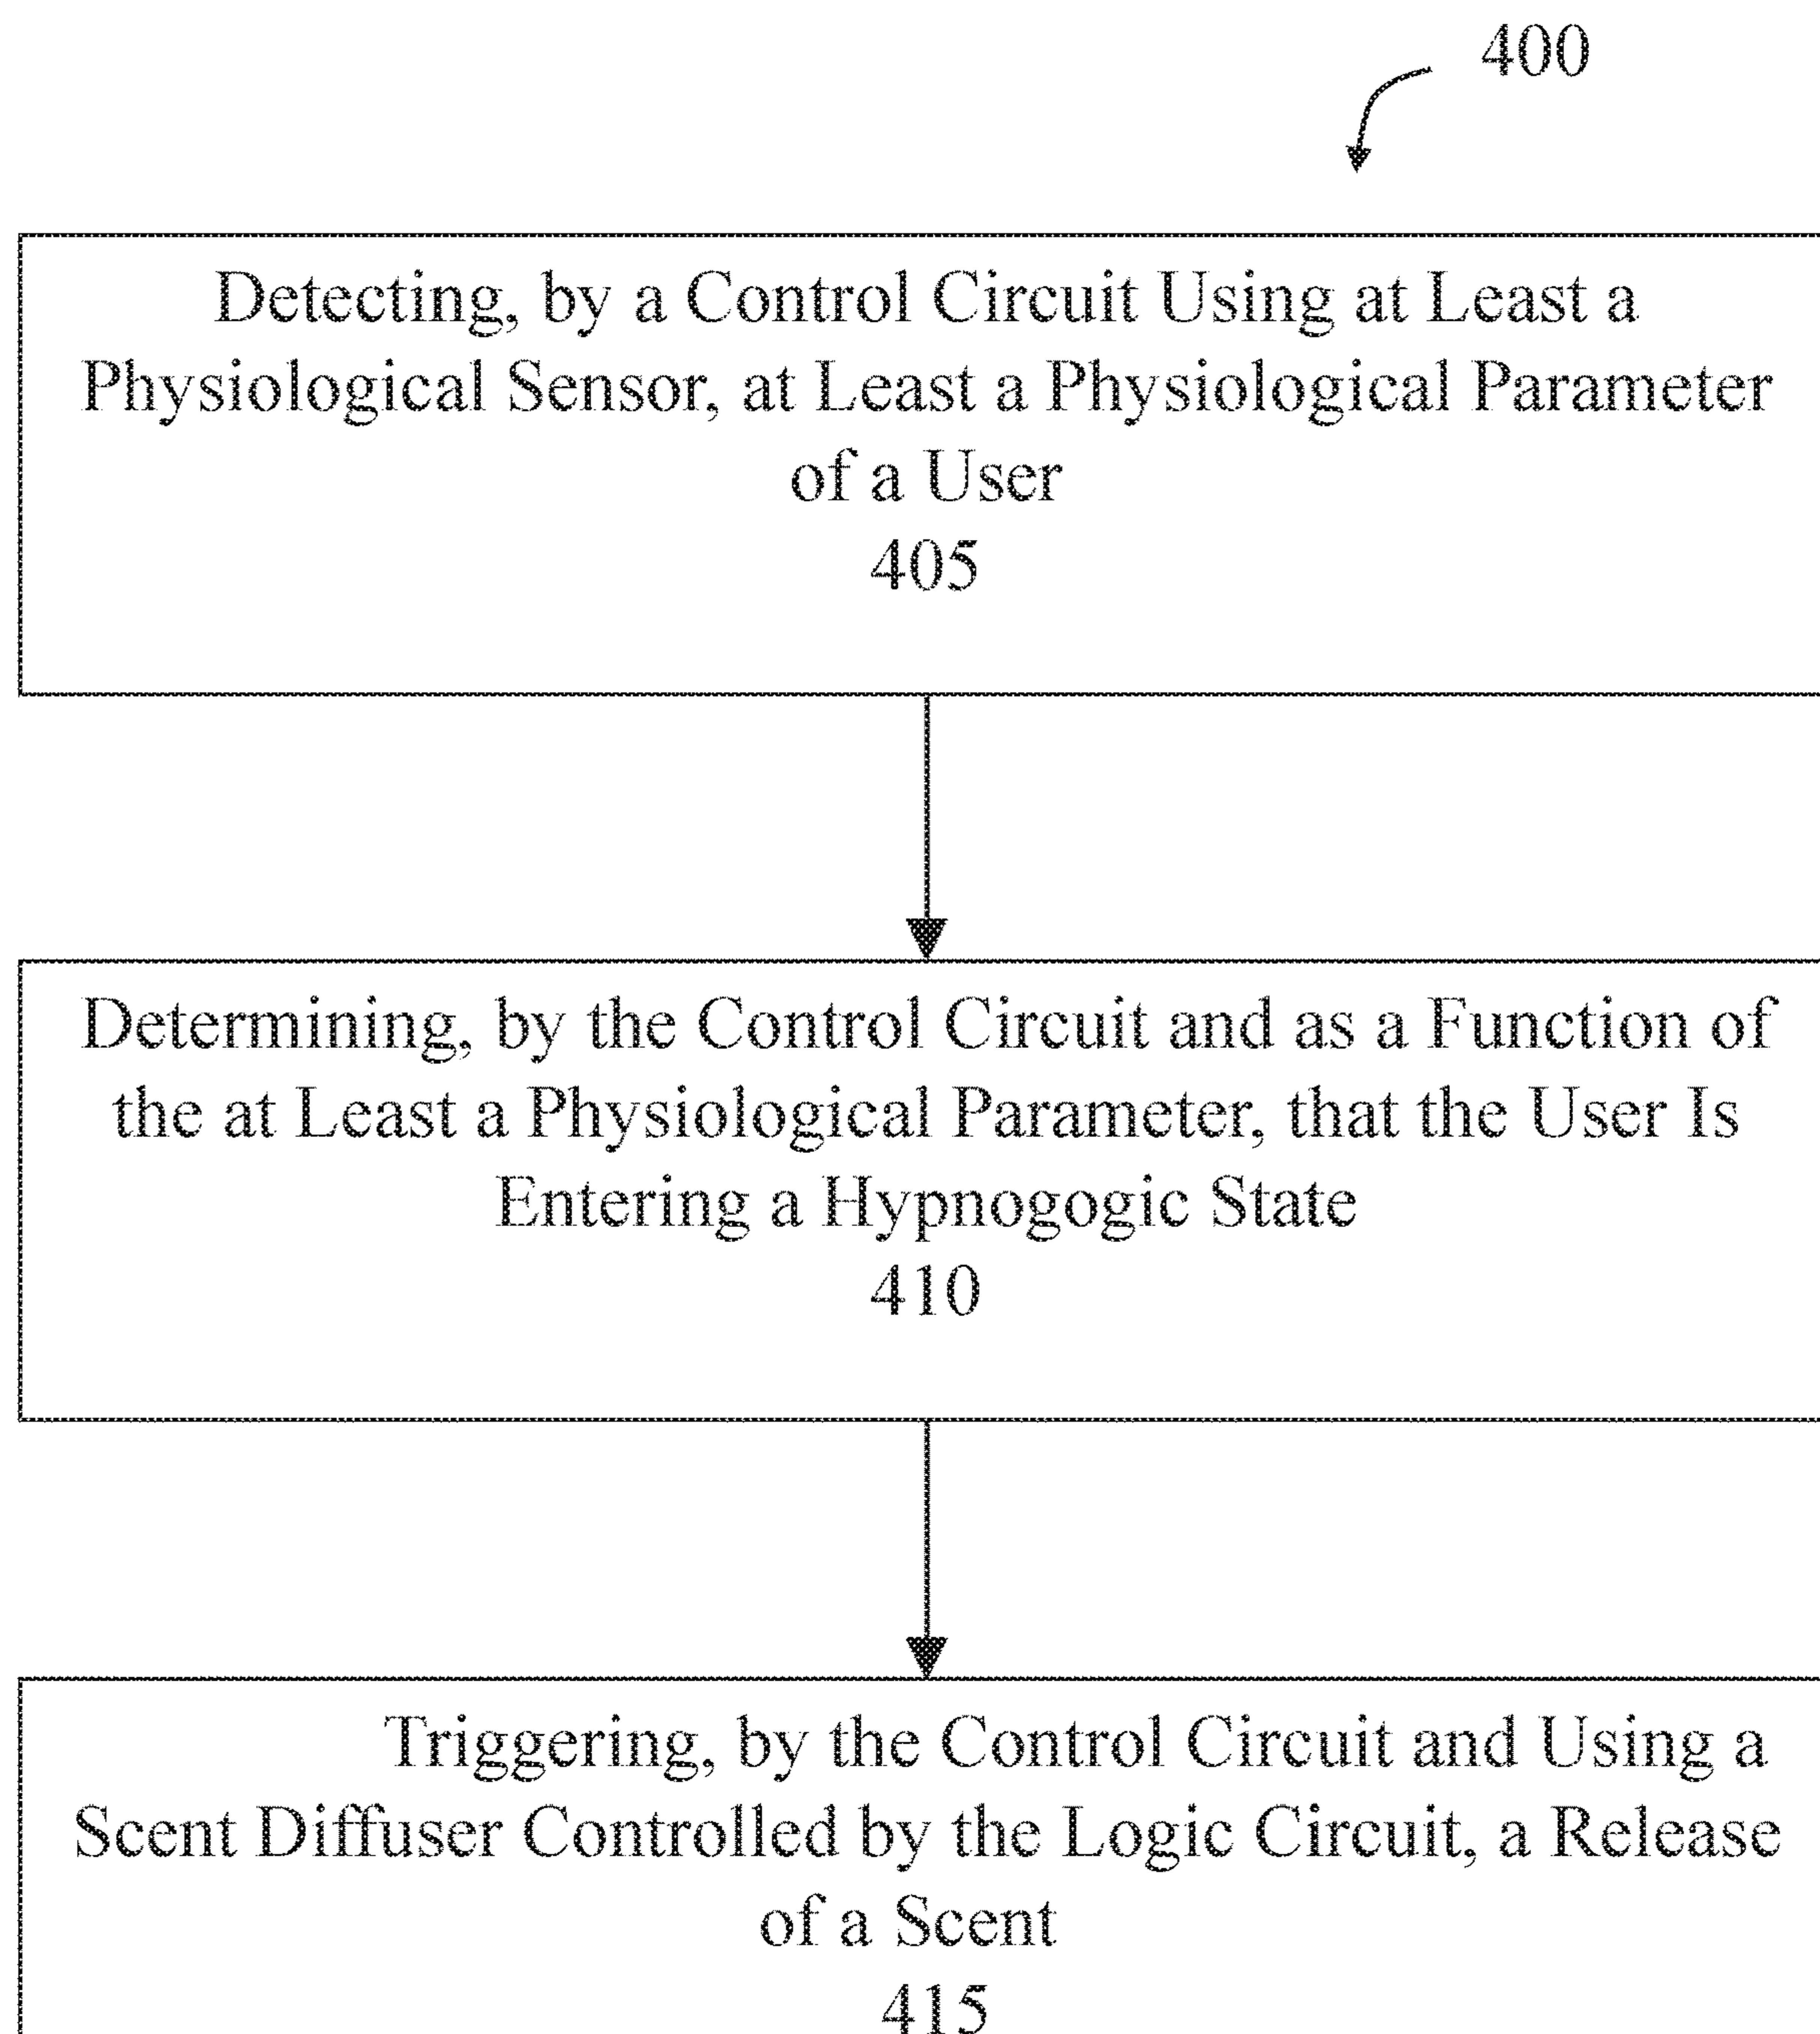 400
Detecting, by a Control Circuit Using at Least a
Physiological Sensor, at Least a Physiological Parameter
of a User
405
Determining, by the Control Circuit and as a Function of
the at Least a Physiological Parameter, that the User Is
Entering a Hypnogogic State
410
Triggering, by the Control Circuit and Using a
Scent Diffuser Controlled by the Logic Circuit, a Release
of a Scent
415